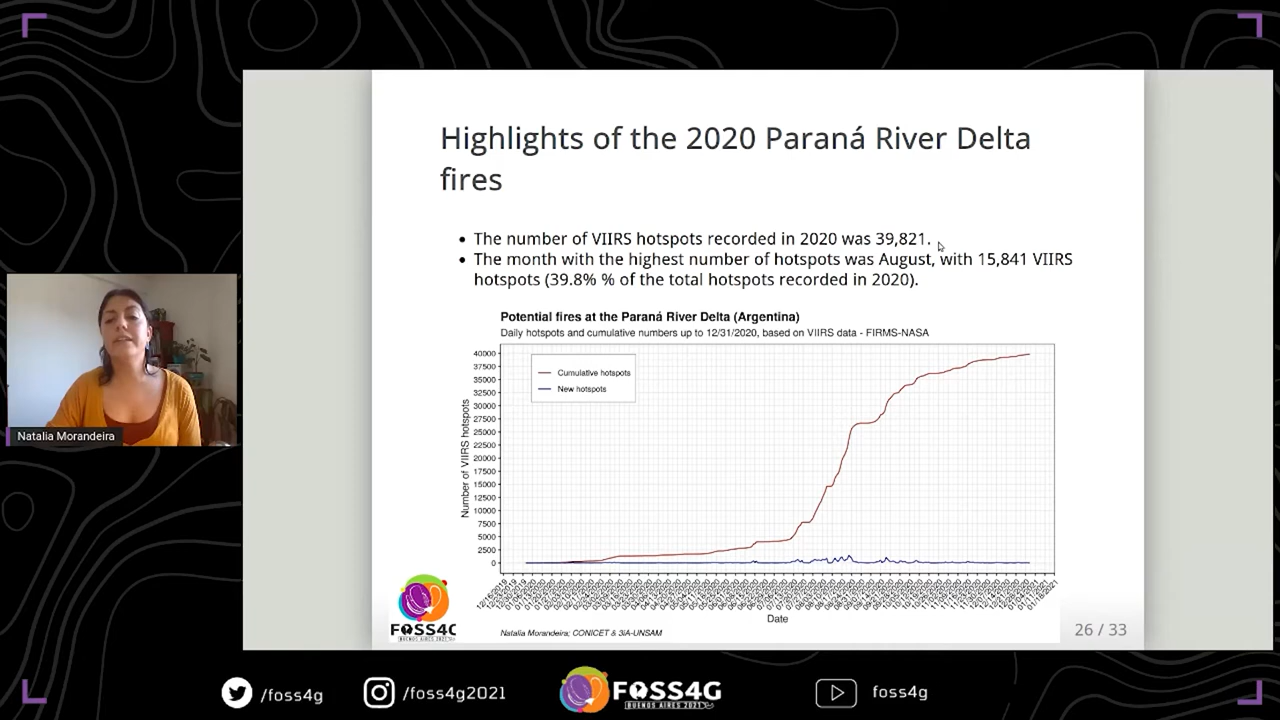 Highlights of the 2020 Paraná River Delta
fires
• The number of VIIRS hotspots recorded in 2020 was 39,821.
• The month with the highest number of hotspots was August, with 15,841 VIIRS
hotspots (39.8% % of the total hotspots recorded in 2020).
Potential fires at the Paraná River Delta (Argentina)
Daily hotspots and cumulative numbers up to 12/31/2020, based on VIIRS data - FIRMS-NASA
Cumulative hotspots
New hotspots
Number of VIIRS hotspots
40000
37500
35000
32500
30000
27500
25000
22500
20000
17500
15000
12500
10000
7500
5000
2500
0
Date
Natalia Morandeira; CONICET & 3iA-UNSAM
26 / 33
Natalia Morandeira
FOSS4G
BUENOS AIRES 2021
/foss4g
/foss4g2021
FOSS4G
BUENOS AIRES 2021
foss4g